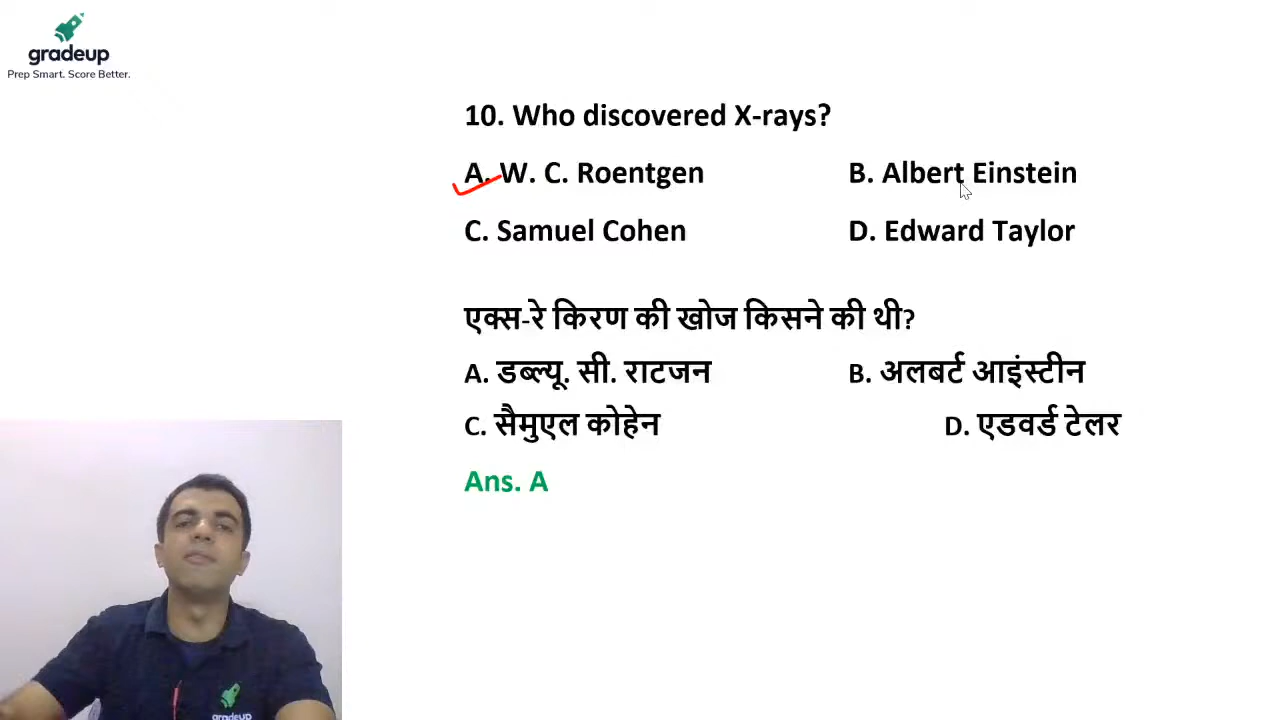 gradeup
Prep Smart. Score Better.
10. Who discovered X-rays?
A. W. C. Roentgen B. Albert Einstein
C. Samuel Cohen D. Edward Taylor
एक्स-रे किरण की खोज किसने की थी?
A. डब्ल्यू. सी. राटजन B. अलबर्ट आइंस्टीन
C. सैमुएल कोहेन D. एडवर्ड टेलर
Ans. A
gradeup